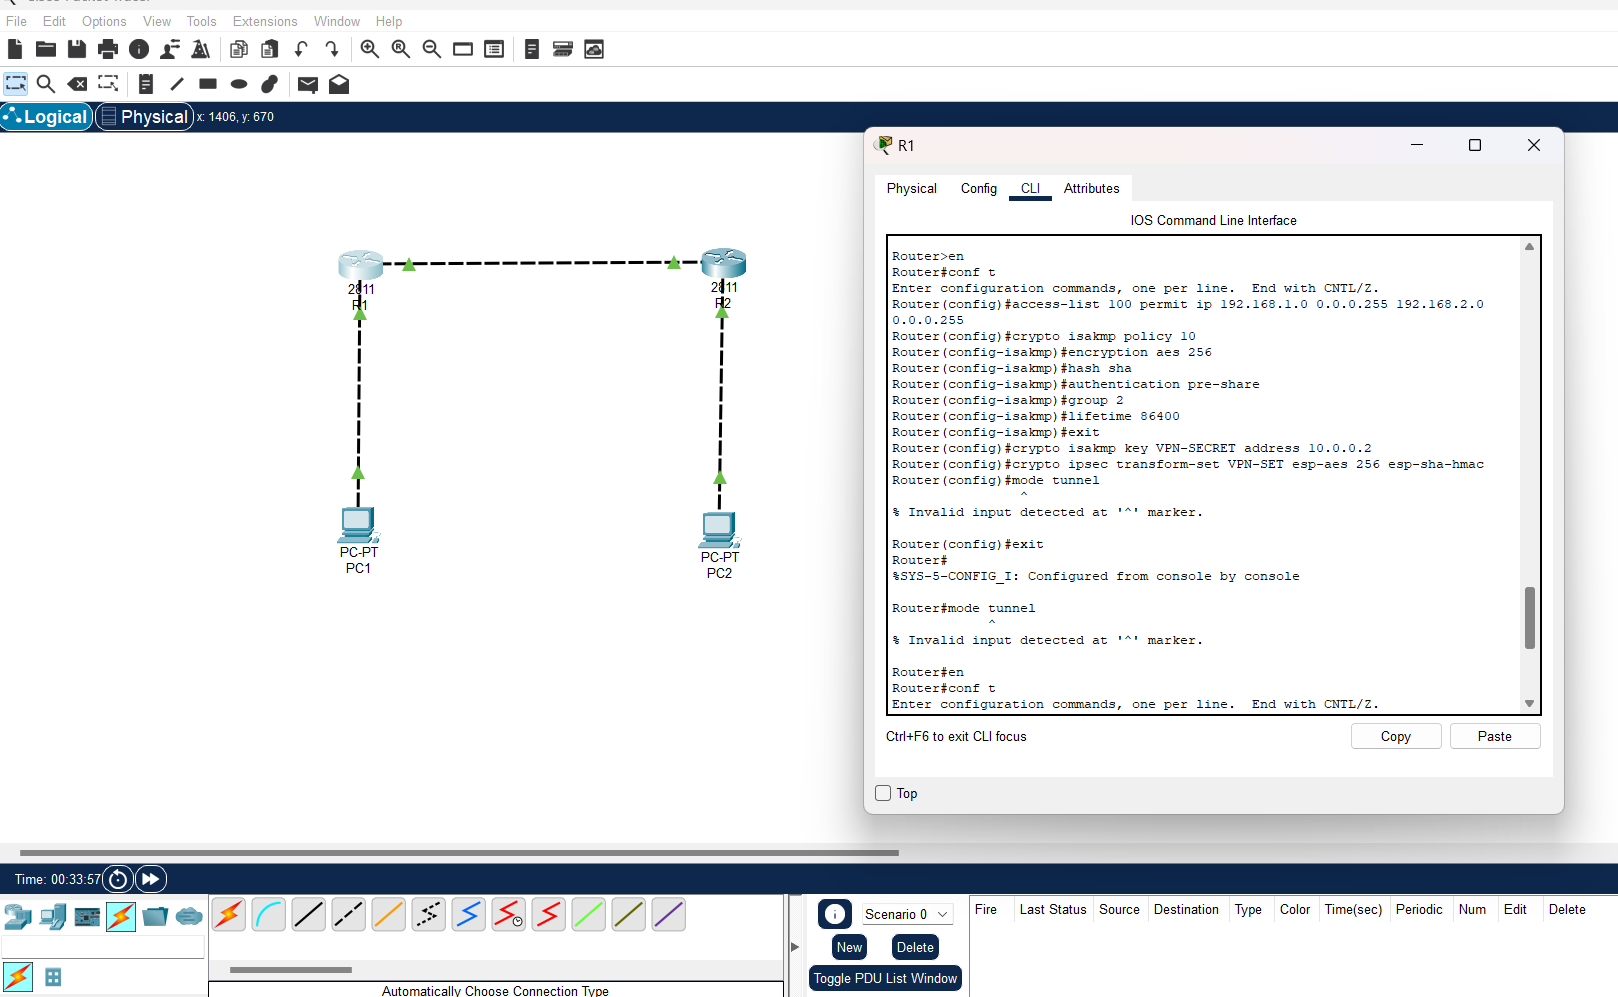 File Edit Options View Tools Extensions Window Help
Logical Physical x: 1406, y: 670
R1
Physical Config CLI Attributes
IOS Command Line Interface
Router>en
Router#conf t
Enter configuration commands, one per line. End with CNTL/Z.
Router(config)#access-list 100 permit ip 192.168.1.0 0.0.0.255 192.168.2.0
0.0.0.255
Router(config)#crypto isakmp policy 10
Router(config-isakmp)#encryption aes 256
Router(config-isakmp)#hash sha
Router(config-isakmp)#authentication pre-share
Router(config-isakmp)#group 2
Router(config-isakmp)#lifetime 86400
Router(config-isakmp)#exit
Router(config)#crypto isakmp key VPN-SECRET address 10.0.0.2
Router(config)#crypto ipsec transform-set VPN-SET esp-aes 256 esp-sha-hmac
Router(config)#mode tunnel
^
% Invalid input detected at '^' marker.
Router(config)#exit
Router#
%SYS-5-CONFIG_I: Configured from console by console
Router#mode tunnel
^
% Invalid input detected at '^' marker.
Router#en
Router#conf t
Enter configuration commands, one per line. End with CNTL/Z.
Ctrl+F6 to exit CLI focus
Copy
Paste
Top
2811
R1
2811
R2
PC-PT
PC1
PC-PT
PC2
Time: 00:33:57
Automatically Choose Connection Type
Scenario 0
New
Delete
Toggle PDU List Window
Fire Last Status Source Destination Type Color Time(sec) Periodic Num Edit Delete